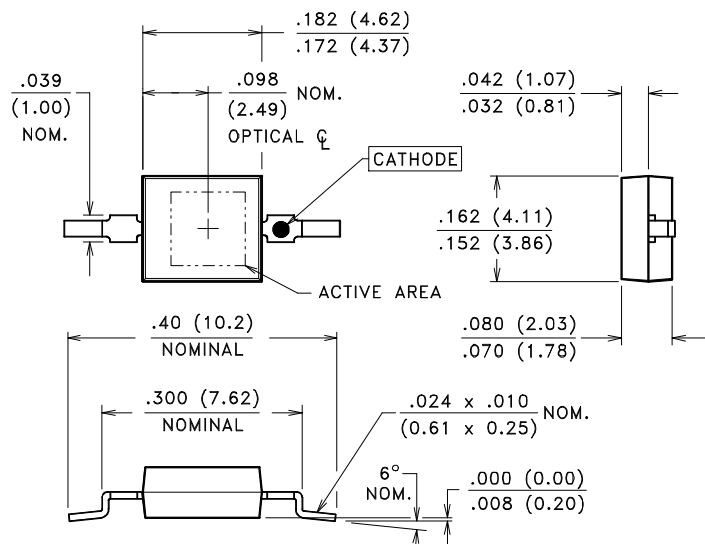 .182 (4.62)
.172 (4.37)
.039
(1.00)
NOM.
.098
(2.49)
NOM.
OPTICAL ℄
.042 (1.07)
.032 (0.81)
CATHODE
.162 (4.11)
.152 (3.86)
ACTIVE AREA
.40 (10.2)
NOMINAL
.080 (2.03)
.070 (1.78)
.300 (7.62)
NOMINAL
.024 x .010
(0.61 x 0.25)
NOM.
6°
NOM.
.000 (0.00)
.008 (0.20)